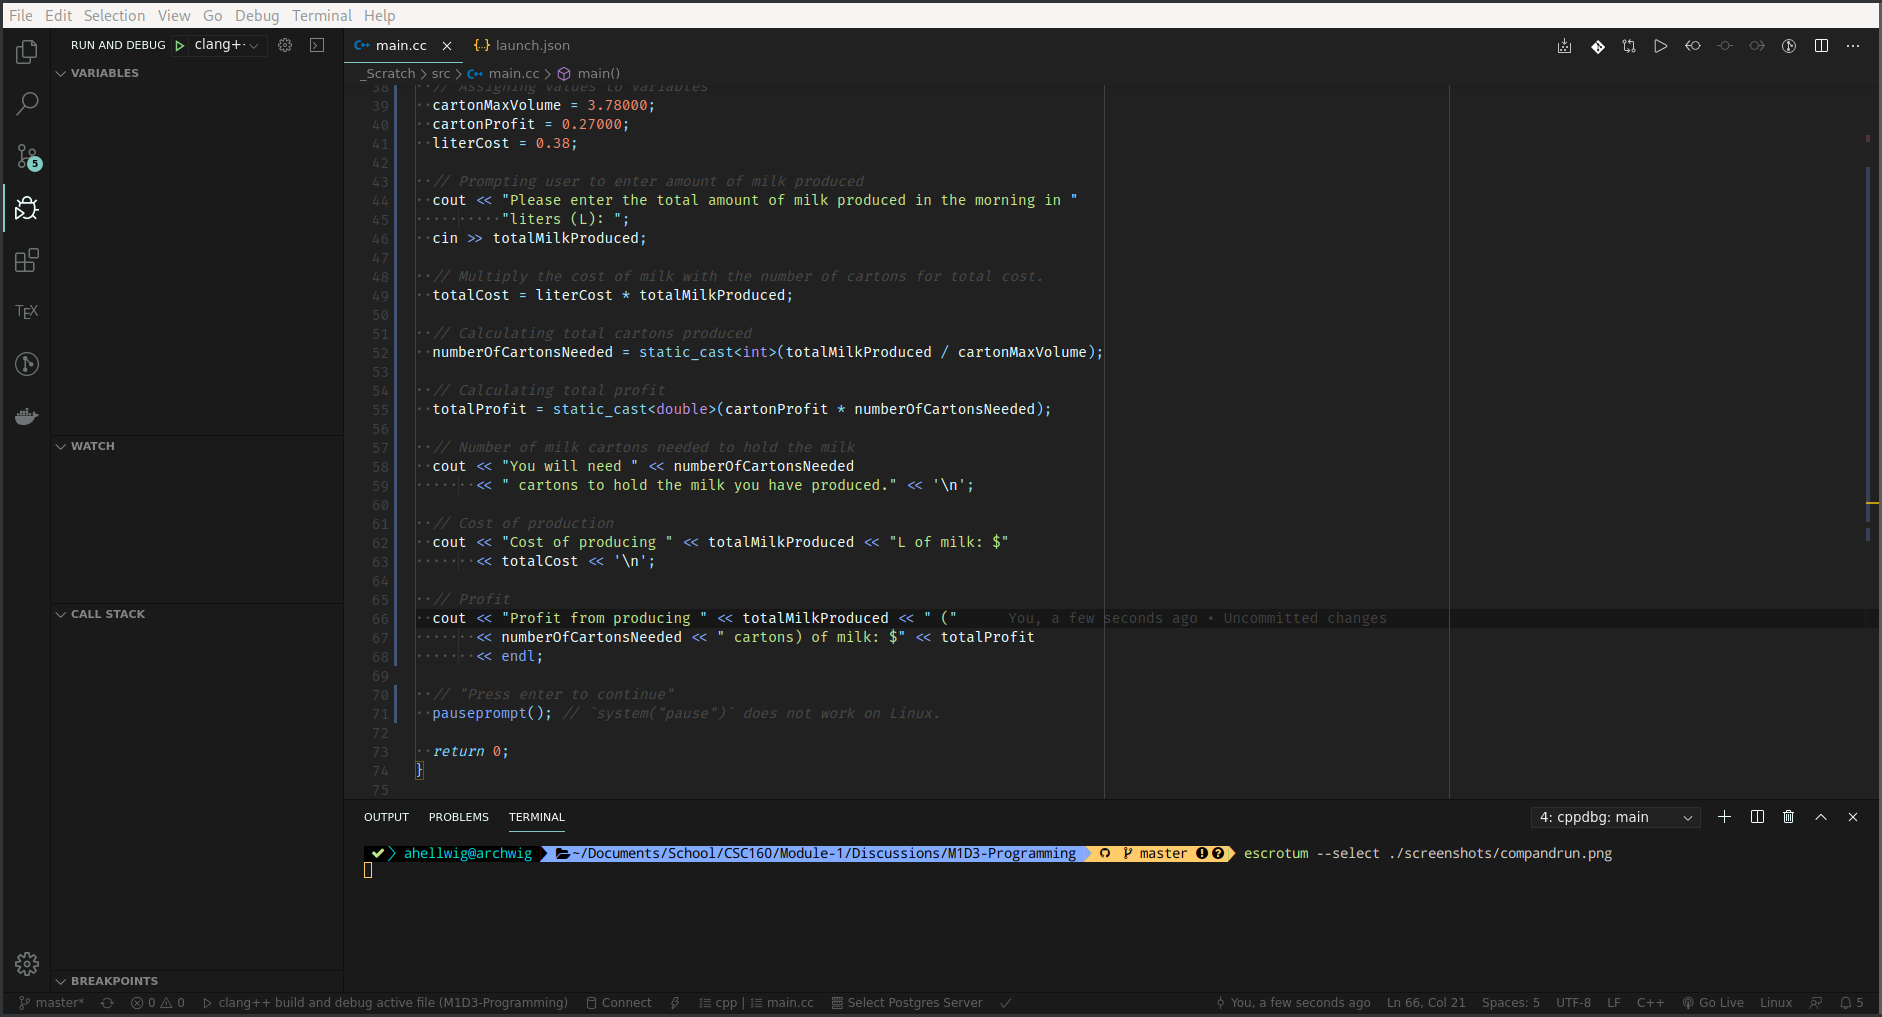 File Edit Selection View Go Debug Terminal Help
RUN AND DEBUG clang+· main.cc launch.json
VARIABLES
_Scratch > src > main.cc > main()
38 // Assigning values to variables
39 cartonMaxVolume = 3.78000;
40 cartonProfit = 0.27000;
41 literCost = 0.38;
42
43 // Prompting user to enter amount of milk produced
44 cout << "Please enter the total amount of milk produced in the morning in "
45 "liters (L): ";
46 cin >> totalMilkProduced;
47
48 // Multiply the cost of milk with the number of cartons for total cost.
49 totalCost = literCost * totalMilkProduced;
50
51 // Calculating total cartons produced
52 numberOfCartonsNeeded = static_cast<int>(totalMilkProduced / cartonMaxVolume);
53
54 // Calculating total profit
55 totalProfit = static_cast<double>(cartonProfit * numberOfCartonsNeeded);
56
57 // Number of milk cartons needed to hold the milk
58 cout << "You will need " << numberOfCartonsNeeded
59 << " cartons to hold the milk you have produced." << '\n';
60
61 // Cost of production
62 cout << "Cost of producing " << totalMilkProduced << "L of milk: $"
63 << totalCost << '\n';
64
65 // Profit
66 cout << "Profit from producing " << totalMilkProduced << " (" You, a few seconds ago • Uncommitted changes
67 << numberOfCartonsNeeded << " cartons) of milk: $" << totalProfit
68 << endl;
69
70 // "Press enter to continue"
71 pauseprompt(); // `system("pause")` does not work on Linux.
72
73 return 0;
74 }
75
5
TEX
WATCH
CALL STACK
BREAKPOINTS
OUTPUT PROBLEMS TERMINAL 4: cppdbg: main
ahellwig@archwig ~/Documents/School/CSC160/Module-1/Discussions/M1D3-Programming master escrotum --select ./screenshots/compandrun.png
master* 0 0 clang++ build and debug active file (M1D3-Programming) Connect cpp | main.cc Select Postgres Server You, a few seconds ago Ln 66, Col 21 Spaces: 5 UTF-8 LF C++ Go Live Linux 5